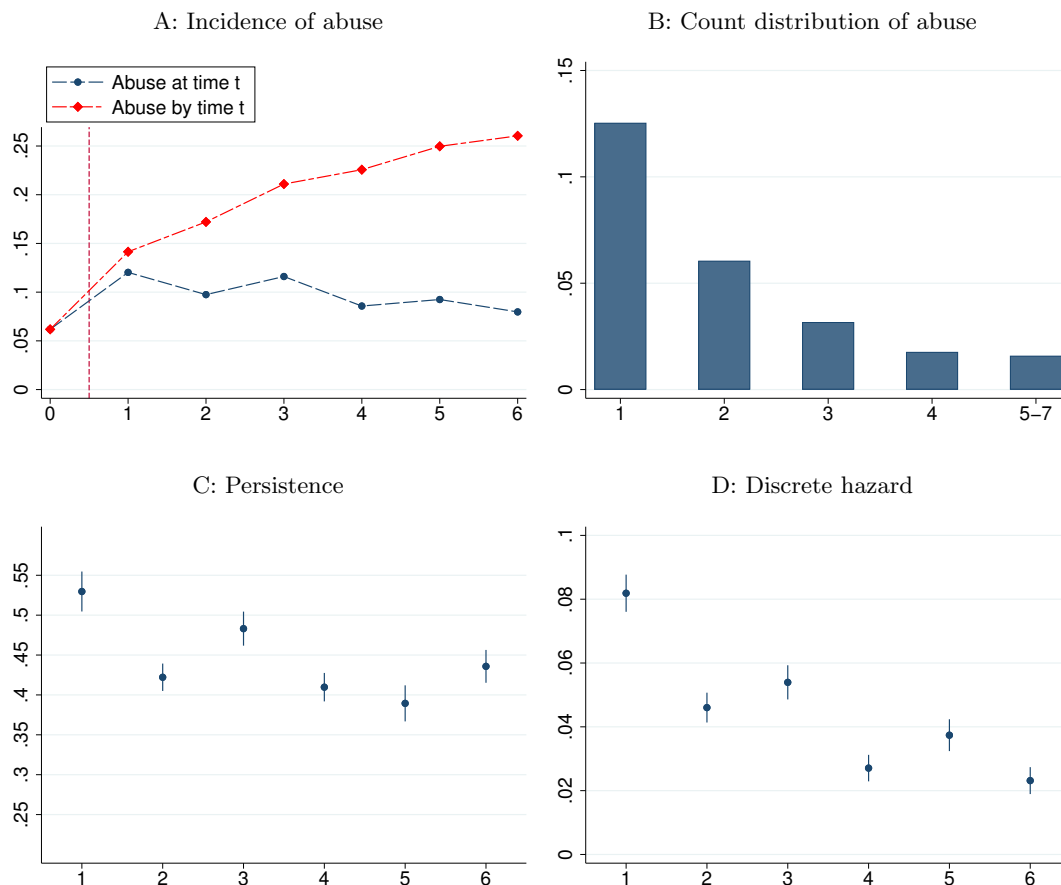 A: Incidence of abuse
Abuse at time t
Abuse by time t
.25
.2
.15
.1
.05
0
0 1 2 3 4 5 6
B: Count distribution of abuse
.15
.1
.05
0
1 2 3 4 5−7
C: Persistence
.55
.5
.45
.4
.35
.3
.25
1 2 3 4 5 6
D: Discrete hazard
.1
.08
.06
.04
.02
0
1 2 3 4 5 6